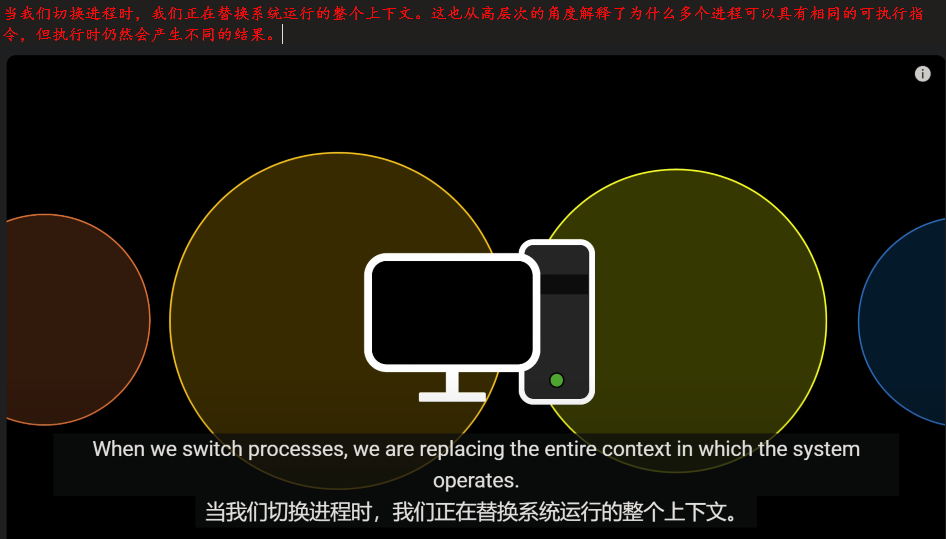 当我们切换进程时，我们正在替换系统运行的整个上下文。这也从高层次的角度解释了为什么多个进程可以具有相同的可执行指
令，但执行时仍然会产生不同的结果。
i
When we switch processes, we are replacing the entire context in which the system
operates.
当我们切换进程时，我们正在替换系统运行的整个上下文。